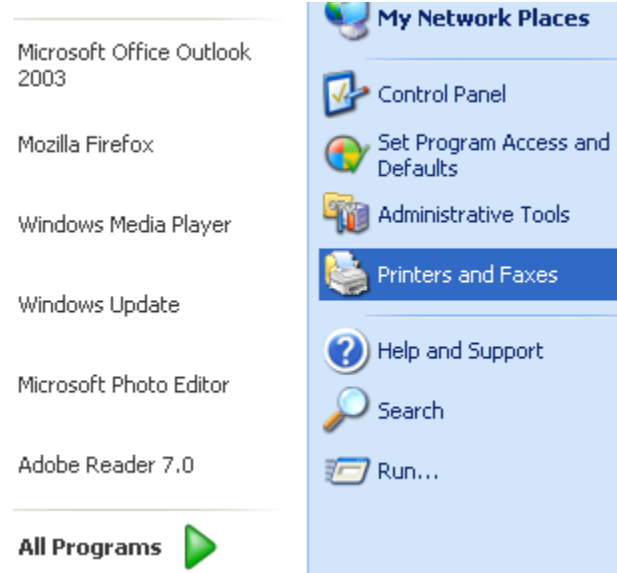 Microsoft Office Outlook
2003
Mozilla Firefox
Windows Media Player
Windows Update
Microsoft Photo Editor
Adobe Reader 7.0
All Programs
My Network Places
Control Panel
Set Program Access and
Defaults
Administrative Tools
Printers and Faxes
Help and Support
Search
Run...